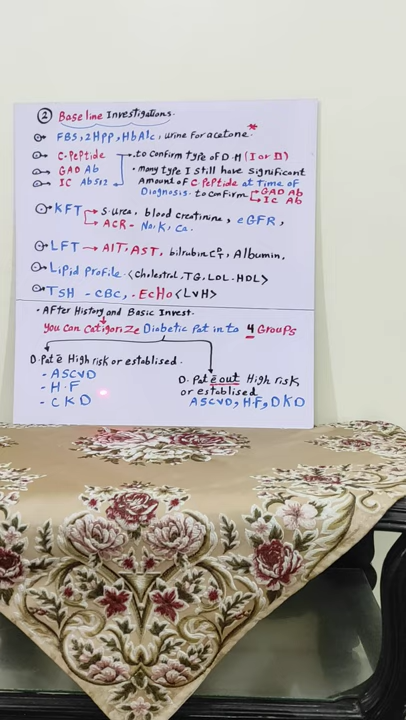 ② Baseline Investigations.
FBS, 2HPP, HbA1c, urine For acetone. *
C-Peptide → to confirm type of D.M (I or II)
GAD Ab • many type I still have significant
IC Abs12 Amount of C-Peptide at Time of
Diagnosis. to confirm → GAD Ab
→ IC Ab
KFT → S.urea, blood creatinine, eGFR,
→ ACR - Na, K, Ca.
LFT → AlT, AST, bilrubin C D T, Albumin.
Lipid Profile. <cholestrol, TG, LDL-HDL>
TSH - CBC, - EcHo <LVH>
• After History and Basic Invest.
you can Catigorize Diabetic Pat in to 4 Groups
D.Pat ē High risk or establised.
- ASCVD
- H.F
- CKD
D. Pat ē out High risk
or establised
ASCVD, H.F, DKD